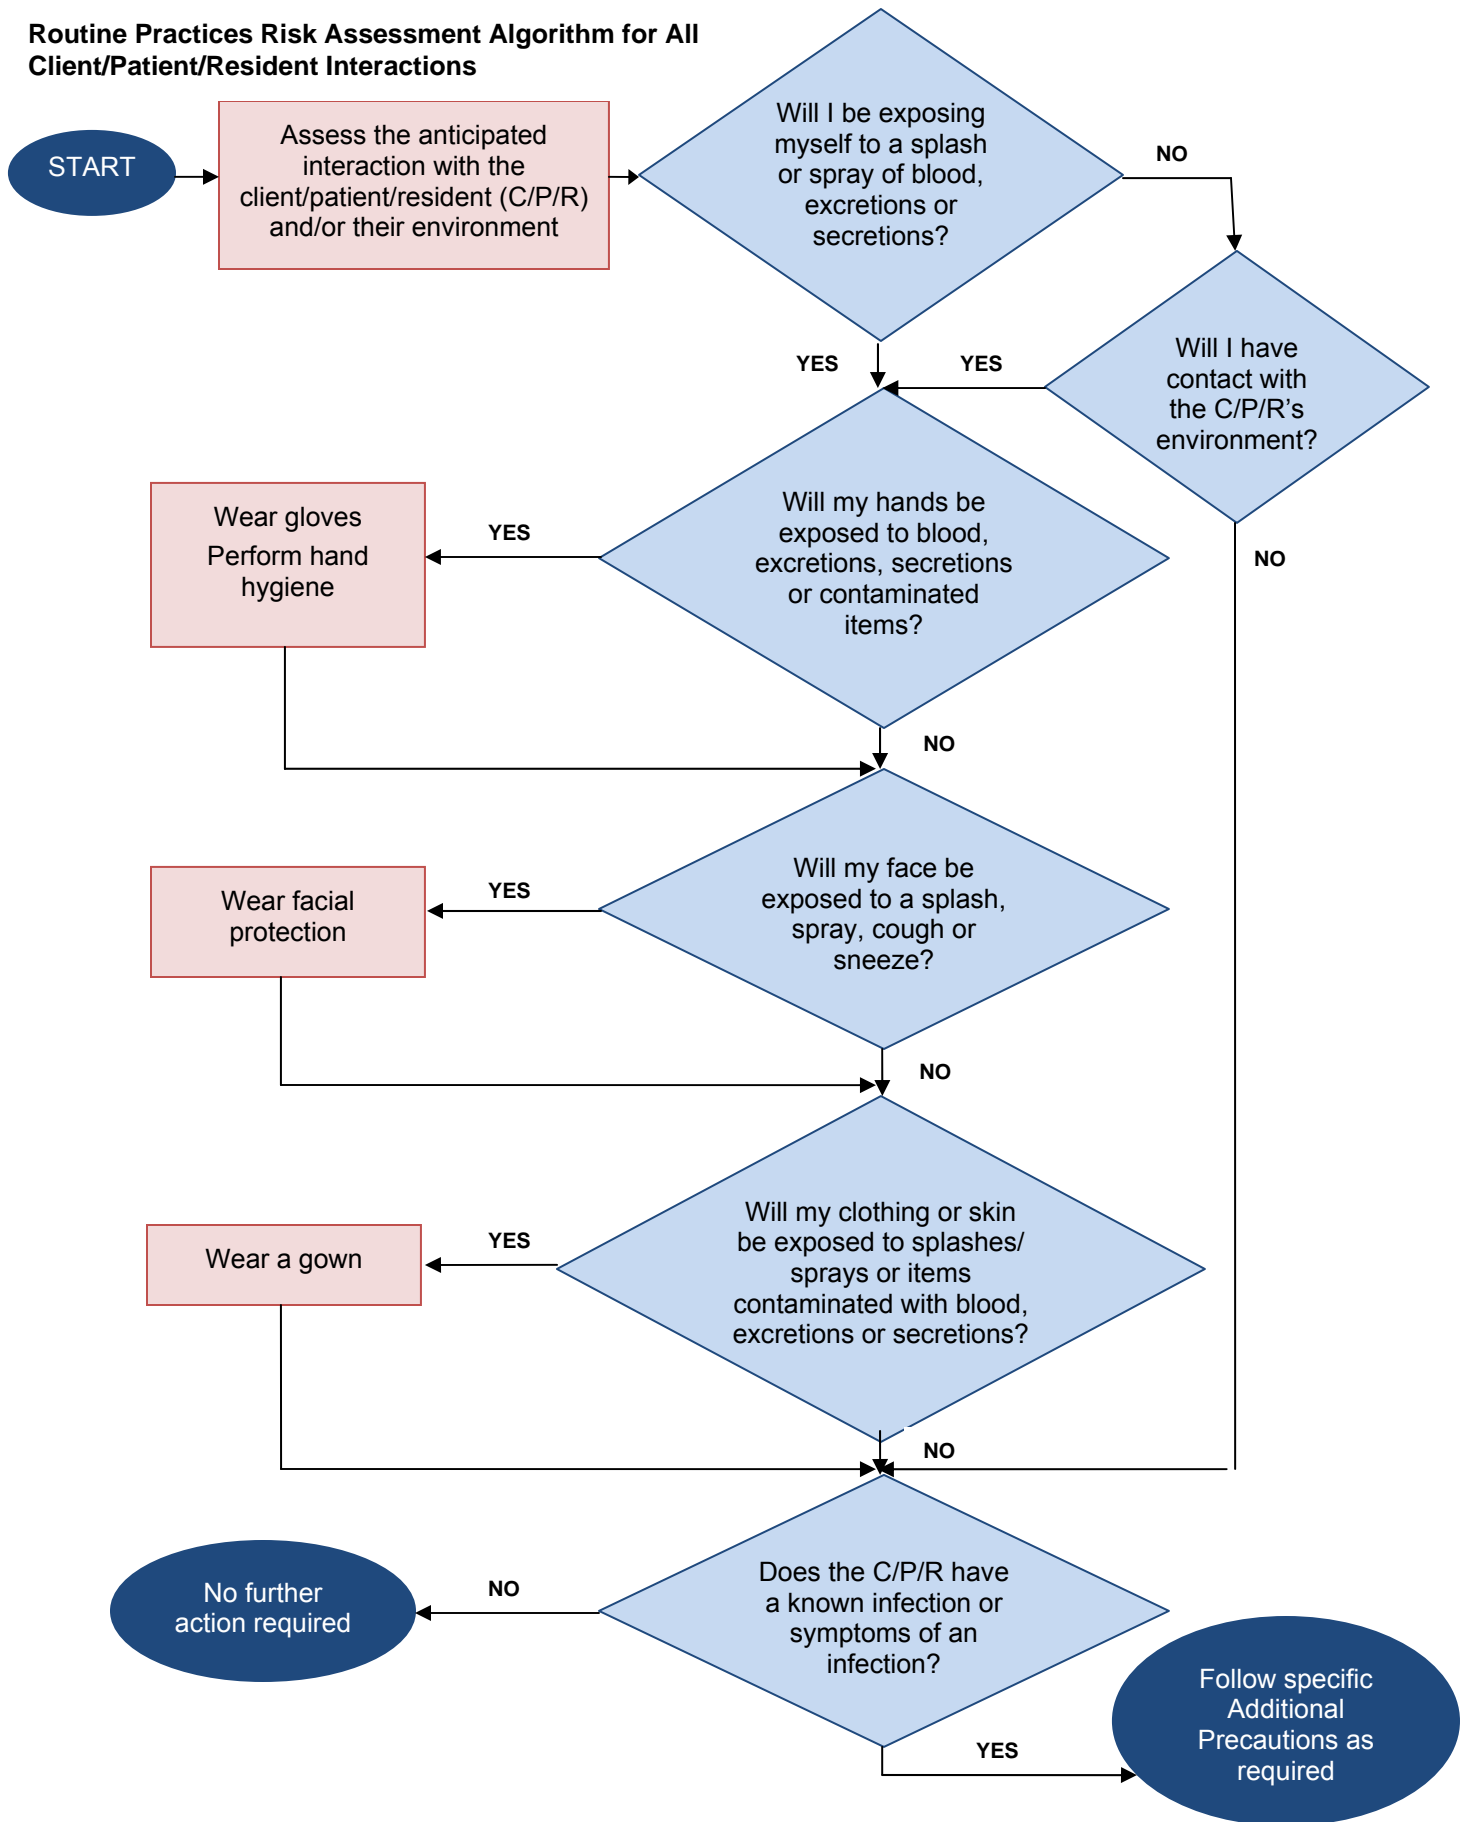 Routine Practices Risk Assessment Algorithm for All
Client/Patient/Resident Interactions
START
Assess the anticipated
interaction with the
client/patient/resident (C/P/R)
and/or their environment
Will I be exposing
myself to a splash
or spray of blood,
excretions or
secretions?
NO
YES
YES
Will I have
contact with
the C/P/R’s
environment?
NO
Will my hands be
exposed to blood,
excretions, secretions
or contaminated
items?
YES
Wear gloves
Perform hand
hygiene
NO
Will my face be
exposed to a splash,
spray, cough or
sneeze?
YES
Wear facial
protection
NO
Will my clothing or skin
be exposed to splashes/
sprays or items
contaminated with blood,
excretions or secretions?
YES
Wear a gown
NO
Does the C/P/R have
a known infection or
symptoms of an
infection?
NO
No further
action required
YES
Follow specific
Additional
Precautions as
required